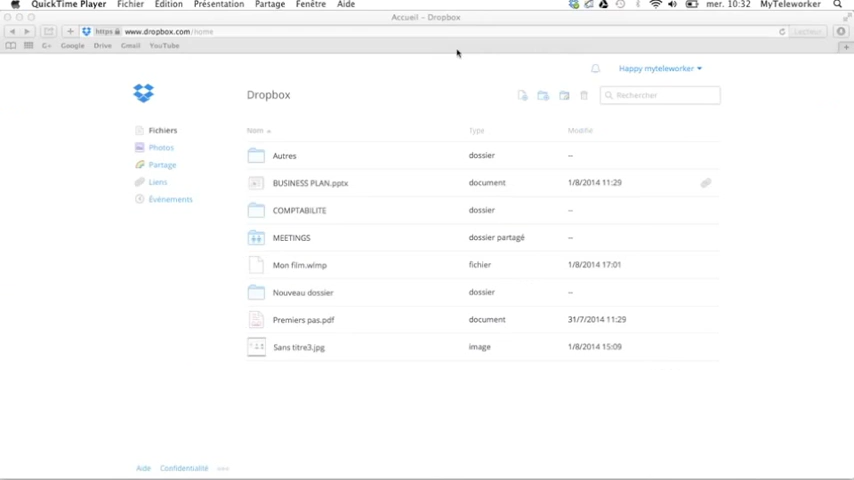 QuickTime Player Fichier Edition Présentation Partage Fenêtre Aide mer. 10:32 MyTeleworker
Accueil – Dropbox
https www.dropbox.com/home Lecteur
G+ Google Drive Gmail YouTube
Happy myteleworker
Dropbox Rechercher
Fichiers
Photos
Partage
Liens
Événements
Nom Type Modifié
Autres dossier --
BUSINESS PLAN.pptx document 1/8/2014 11:29
COMPTABILITE dossier --
MEETINGS dossier partagé --
Mon film.wlmp fichier 1/8/2014 17:01
Nouveau dossier dossier --
Premiers pas.pdf document 31/7/2014 11:29
Sans titre3.jpg image 1/8/2014 15:09
Aide Confidentialité